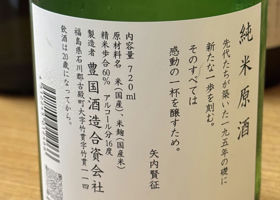 純米原酒
先代たちが築いた一九五年の礎に
新たな一歩を刻む。
そのすべては
感動の一杯を醸すため。
矢内賢征
内容量 720ml
原材料名 米(国産)、米麹(国産米)
精米歩合60% アルコール分16度
製造者 豊国酒造合資会社
福島県石川郡古殿町大字竹貫字竹貫一一四
飲酒は20歳になってから。